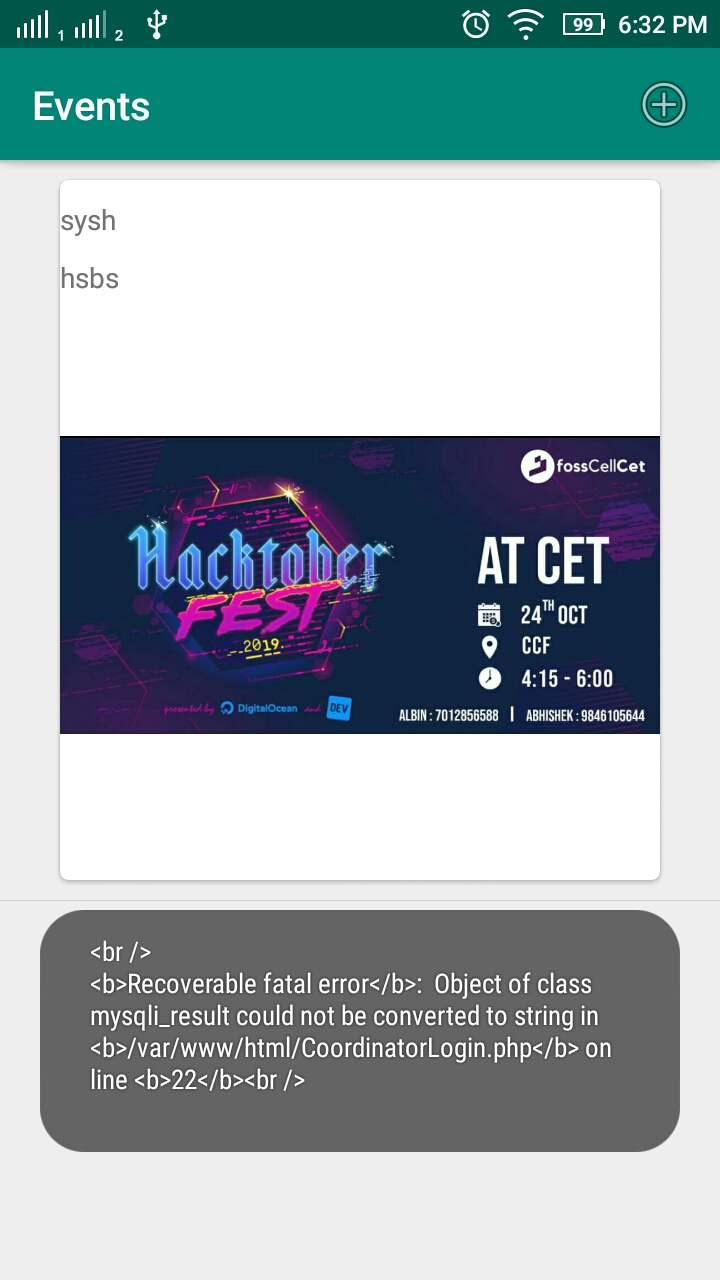 1 2 99 6:32 PM
Events
sysh
hsbs
fossCellCet
Hacktober
FEST
2019
AT CET
24TH OCT
CCF
4:15 - 6:00
presented by DigitalOcean and DEV
ALBIN : 7012856588 | ABHISHEK : 9846105644
<br />
<b>Recoverable fatal error</b>:  Object of class
mysqli_result could not be converted to string in
<b>/var/www/html/CoordinatorLogin.php</b> on
line <b>22</b><br />